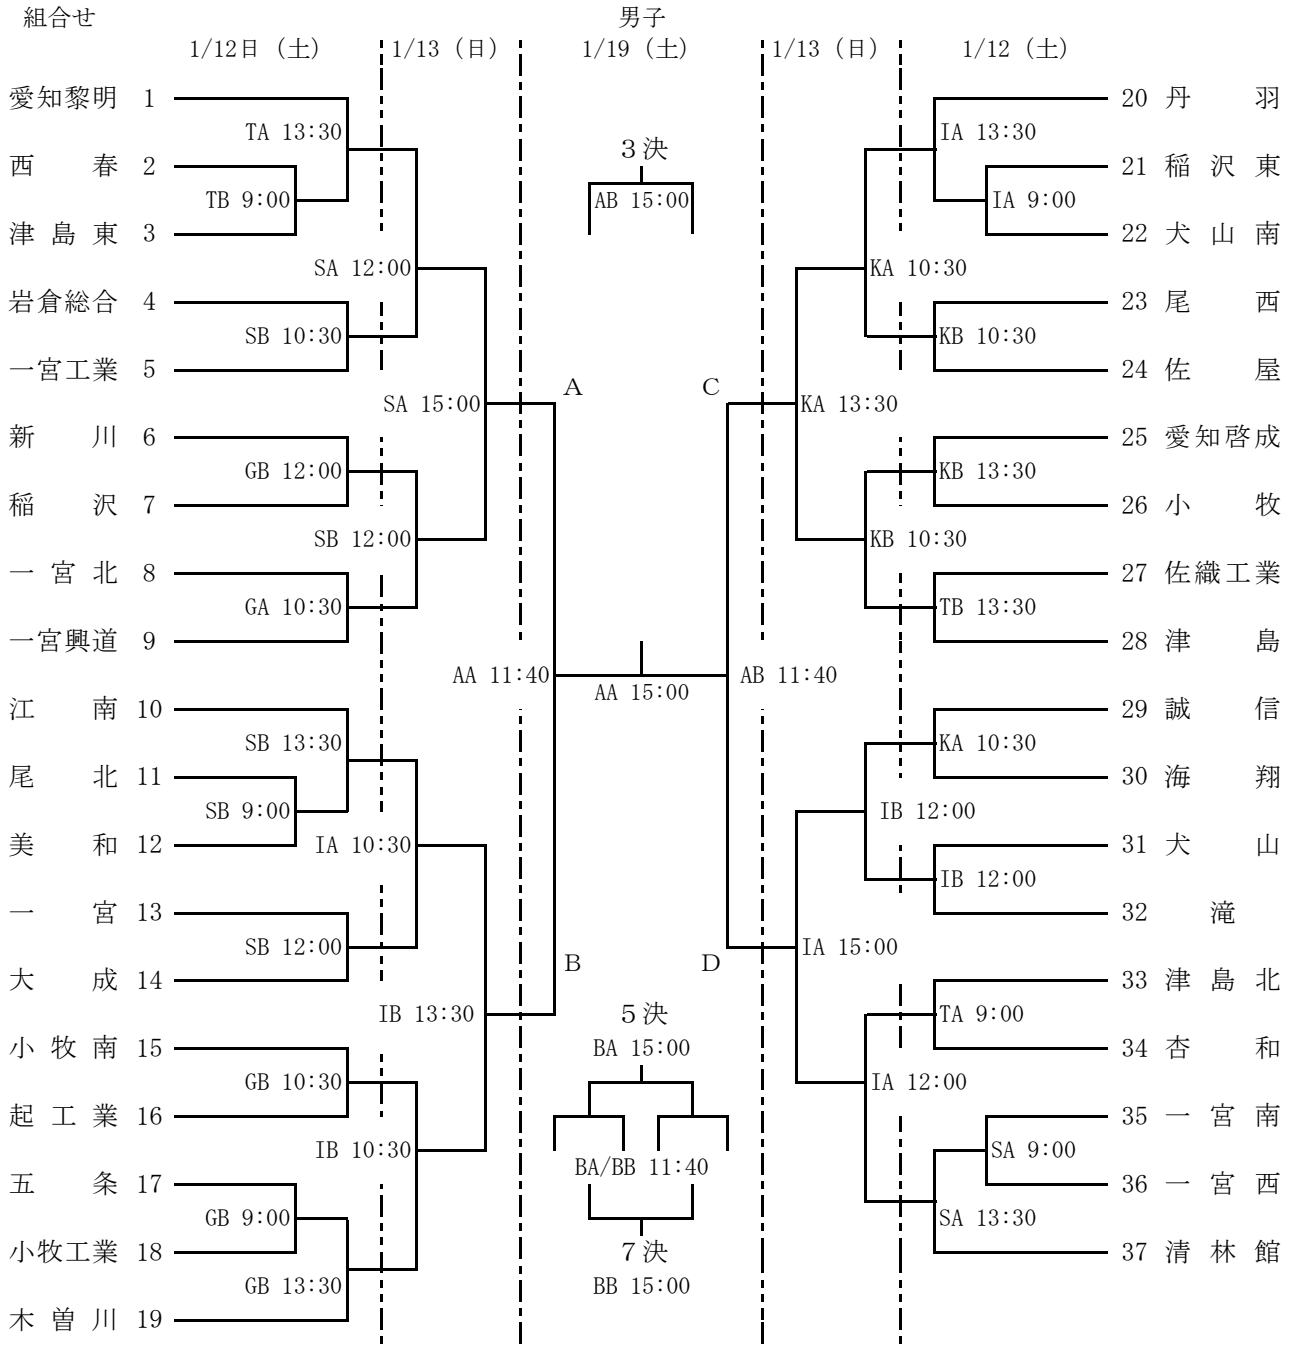 組合せ 男子
1/12日（土） 1/13（日） 1/19（土） 1/13（日） 1/12（土）
愛知黎明 1 20 丹羽
TA 13:30 IA 13:30
3決
西春 2 21 稲沢東
TB 9:00 AB 15:00 IA 9:00
津島東 3 22 犬山南
SA 12:00 KA 10:30
岩倉総合 4 23 尾西
SB 10:30 KB 10:30
一宮工業 5 24 佐屋
A C
SA 15:00 KA 13:30
新川 6 25 愛知啓成
GB 12:00 KB 13:30
稲沢 7 26 小牧
SB 12:00 KB 10:30
一宮北 8 27 佐織工業
GA 10:30 TB 13:30
一宮興道 9 28 津島
AA 11:40 AA 15:00 AB 11:40
江南 10 29 誠信
SB 13:30 KA 10:30
尾北 11 30 海翔
SB 9:00 IB 12:00
美和 12 IA 10:30 31 犬山
IB 12:00
一宮 13 32 滝
SB 12:00 IA 15:00
B D
大成 14 33 津島北
IB 13:30 5決 TA 9:00
小牧南 15 BA 15:00 34 杏和
GB 10:30 IA 12:00
起工業 16 35 一宮南
IB 10:30 SA 9:00
BA/BB 11:40
五条 17 36 一宮西
GB 9:00 SA 13:30
小牧工業 18 7決 37 清林館
GB 13:30 BB 15:00
木曽川 19